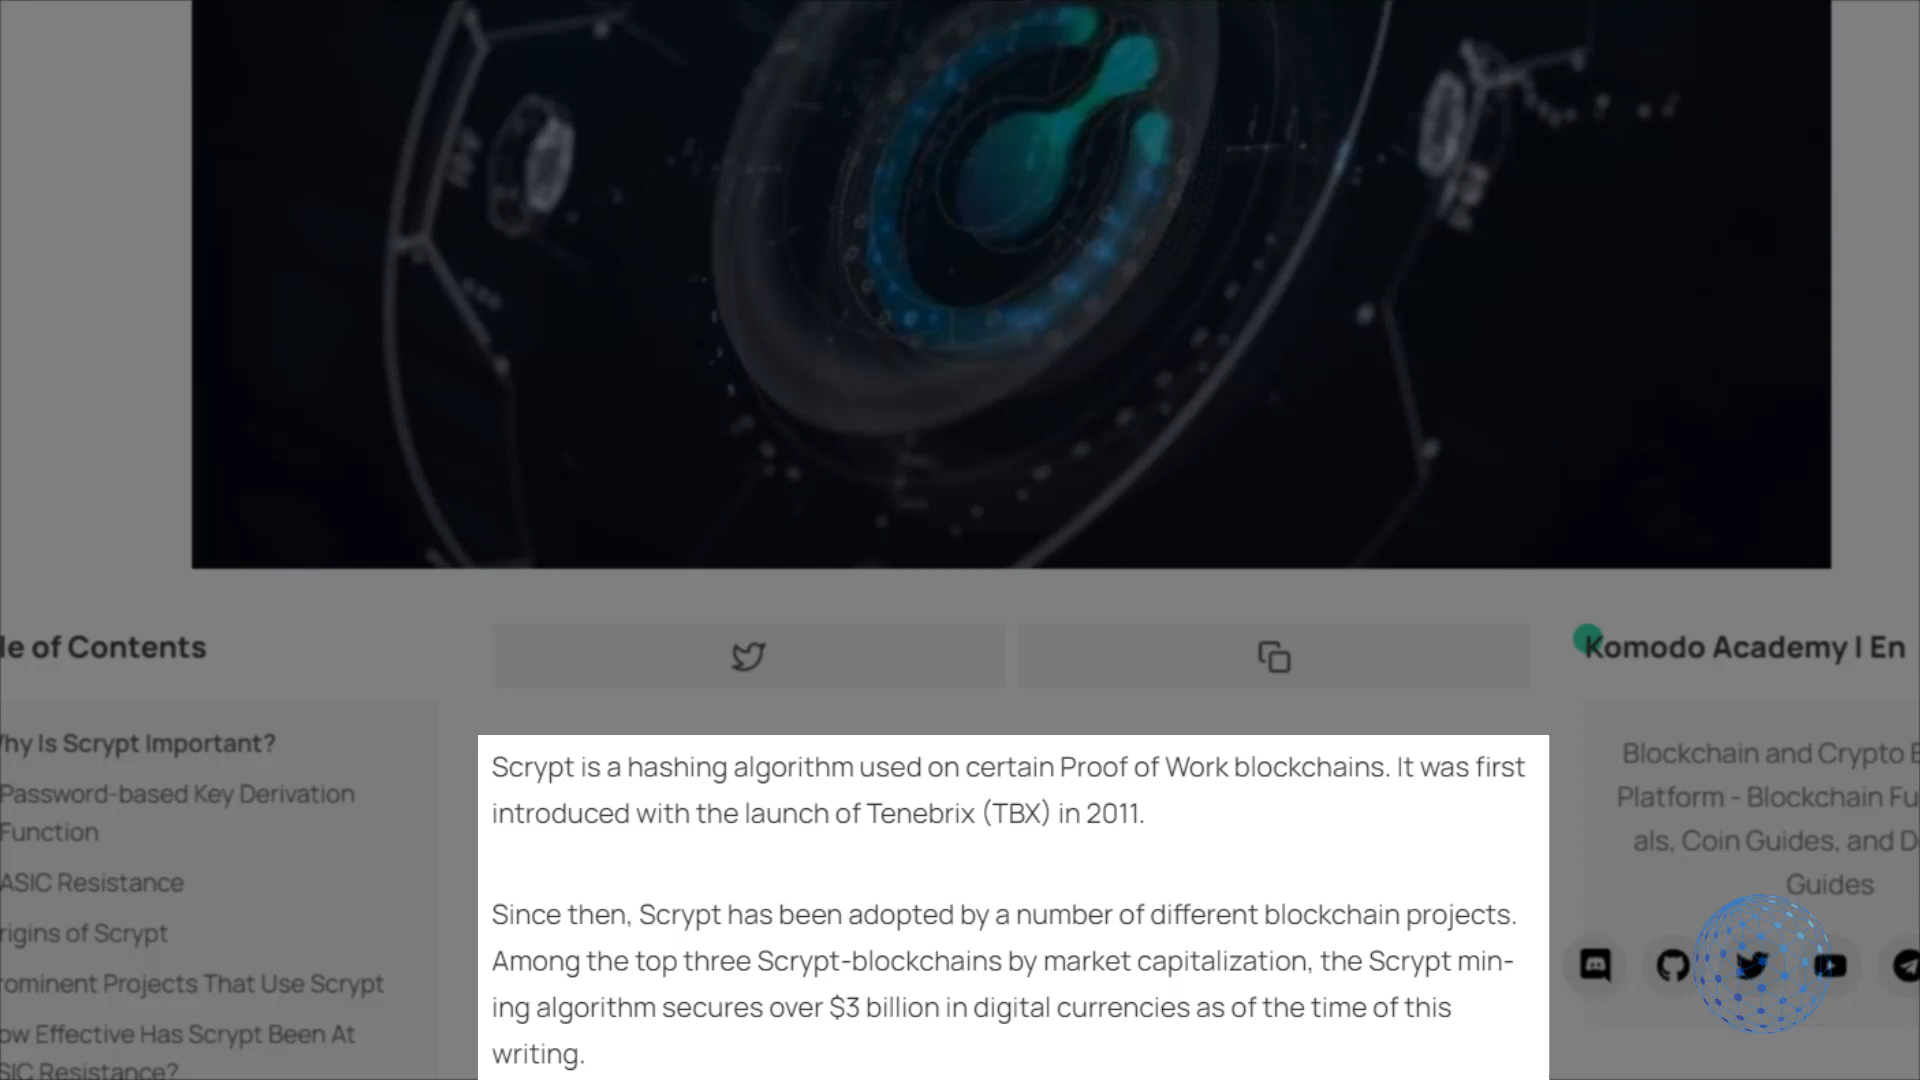 le of Contents
Komodo Academy | En
hy Is Scrypt Important?
Password-based Key Derivation
Function
ASIC Resistance
rigins of Scrypt
rominent Projects That Use Scrypt
ow Effective Has Scrypt Been At
SIC Resistance?
Scrypt is a hashing algorithm used on certain Proof of Work blockchains. It was first
introduced with the launch of Tenebrix (TBX) in 2011.
Since then, Scrypt has been adopted by a number of different blockchain projects.
Among the top three Scrypt-blockchains by market capitalization, the Scrypt min-
ing algorithm secures over $3 billion in digital currencies as of the time of this
writing.
Blockchain and Crypto E
Platform - Blockchain Fu
als, Coin Guides, and D
Guides